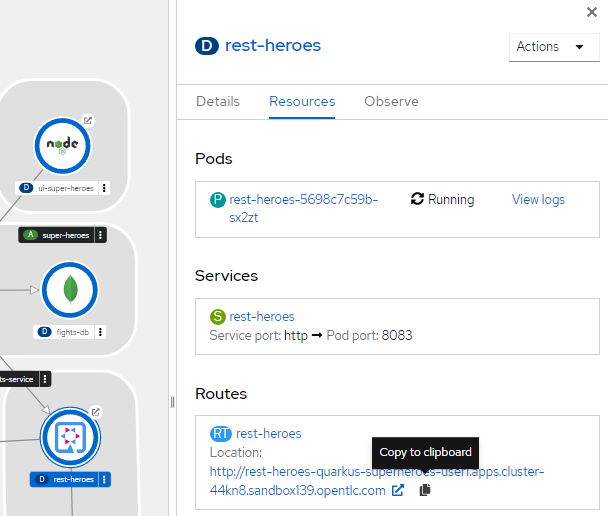 D rest-heroes
Actions
Details Resources Observe
Pods
P rest-heroes-5698c7c59b-
sx2zt
Running
View logs
Services
S rest-heroes
Service port: http → Pod port: 8083
Routes
RT rest-heroes
Location:
Copy to clipboard
http://rest-heroes-quarkus-superheroes-user1.apps.cluster-
44kn8.sandbox139.opentlc.com
node
D ui-super-heroes
A super-heroes
D fights-db
ts-service
D rest-heroes